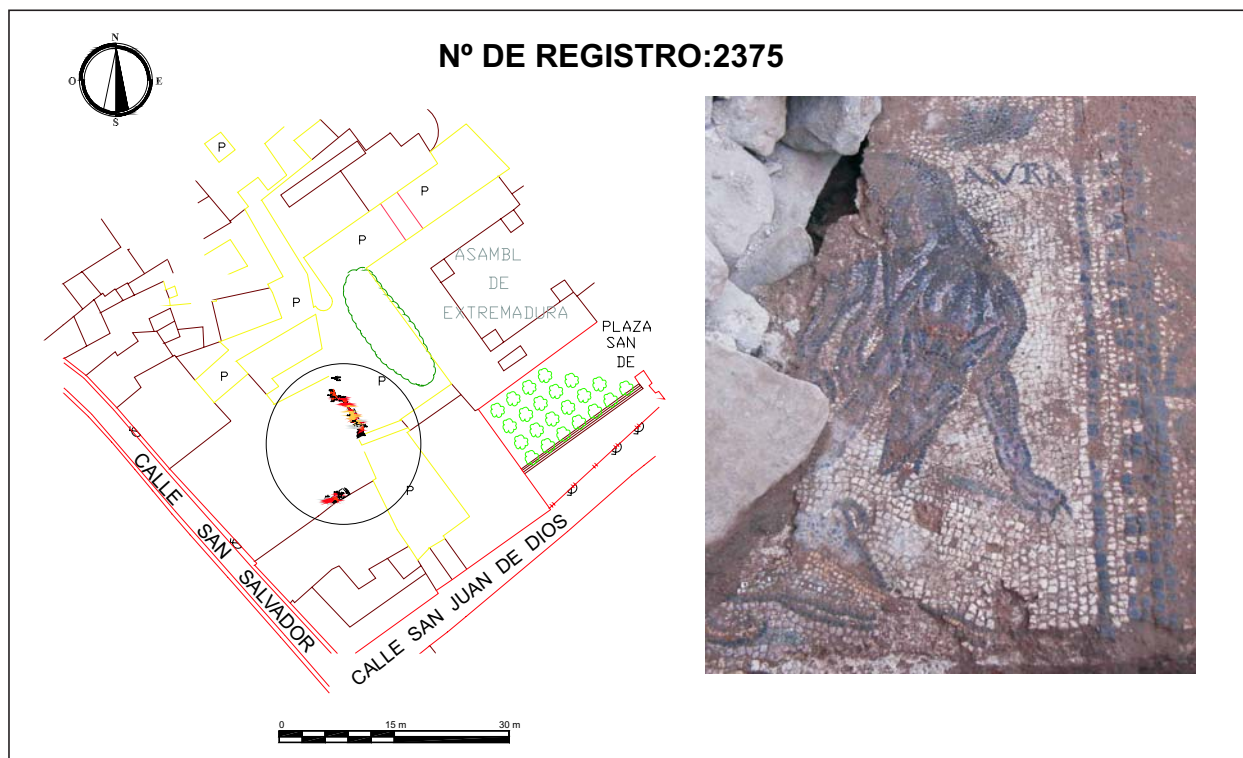 Nº DE REGISTRO:2375
N
O
E
S
P
P
P
P
P
P
P
ASAMBL
DE
EXTREMADURA
PLAZA
SAN
DE
CALLE SAN SALVADOR
CALLE SAN JUAN DE DIOS
0
15 m
30 m
AVRA